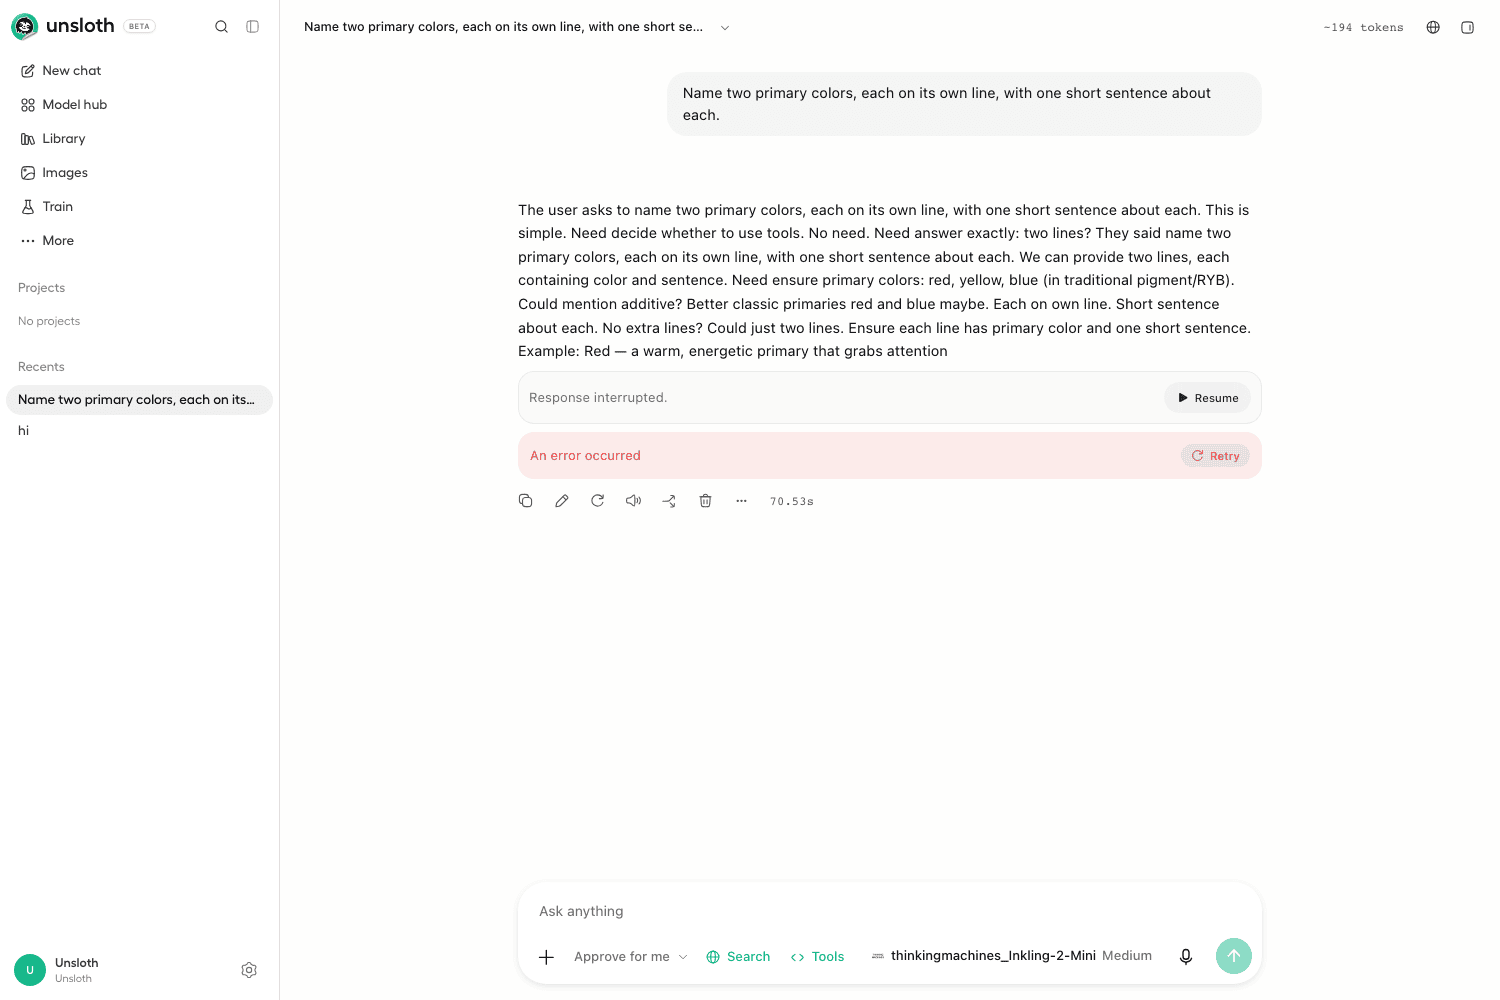 unsloth BETA
New chat
Model hub
Library
Images
Train
More
Projects
No projects
Recents
Name two primary colors, each on its...
hi
Unsloth
Unsloth
U
Name two primary colors, each on its own line, with one short se...
~194 tokens
Name two primary colors, each on its own line, with one short sentence about
each.
The user asks to name two primary colors, each on its own line, with one short sentence about each. This is
simple. Need decide whether to use tools. No need. Need answer exactly: two lines? They said name two
primary colors, each on its own line, with one short sentence about each. We can provide two lines, each
containing color and sentence. Need ensure primary colors: red, yellow, blue (in traditional pigment/RYB).
Could mention additive? Better classic primaries red and blue maybe. Each on own line. Short sentence
about each. No extra lines? Could just two lines. Ensure each line has primary color and one short sentence.
Example: Red — a warm, energetic primary that grabs attention
Response interrupted.
Resume
An error occurred
Retry
70.53s
Ask anything
Approve for me
Search
Tools
thinkingmachines_Inkling-2-Mini Medium